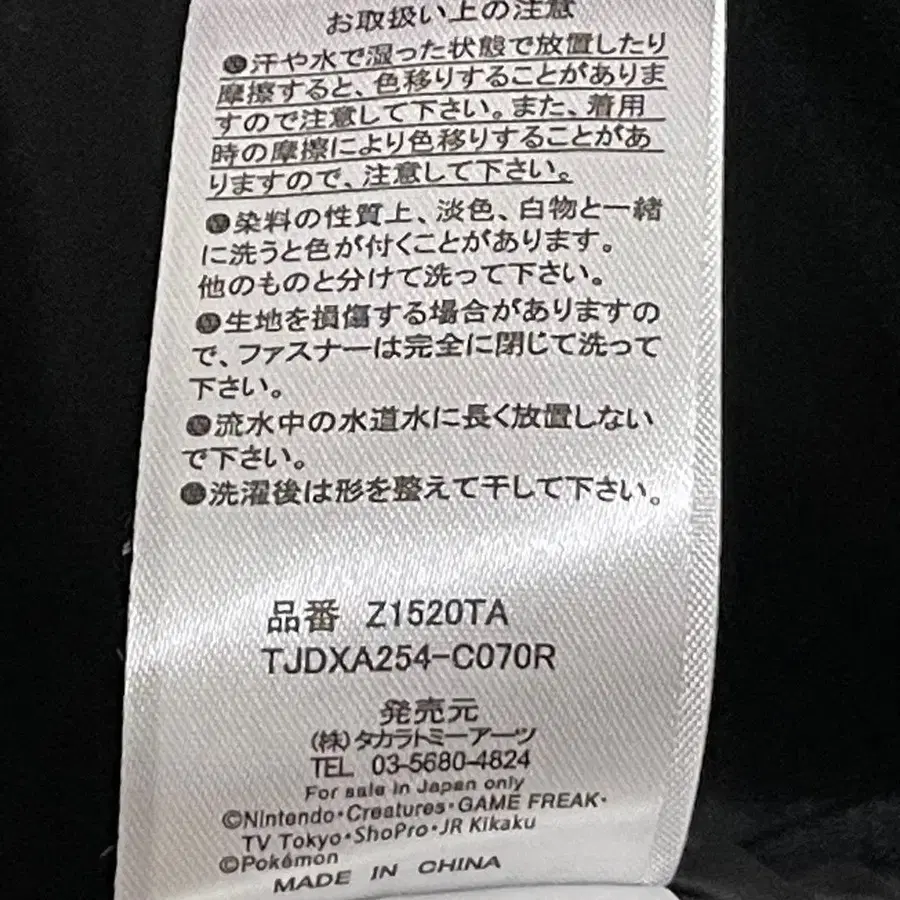 お取扱い上の注意
●汗や水で湿った状態で放置したり
摩擦すると、色移りすることがありま
すので注意して下さい。また、着用
時の摩擦により色移りすることがあ
りますので、注意して下さい。
●染料の性質上、淡色、白物と一緒
に洗うと色が付くことがあります。
他のものと分けて洗って下さい。
●生地を損傷する場合がありますの
で、ファスナーは完全に閉じて洗って
下さい。
●流水中の水道水に長く放置しない
で下さい。
●洗濯後は形を整えて干して下さい。
品番 Z1520TA
TJDXA254-C070R
発売元
(株)タカラトミーアーツ
TEL 03-5680-4824
For sale in Japan only
©Nintendo・Creatures・GAME FREAK・
TV Tokyo・ShoPro・JR Kikaku
©Pokémon
MADE IN CHINA